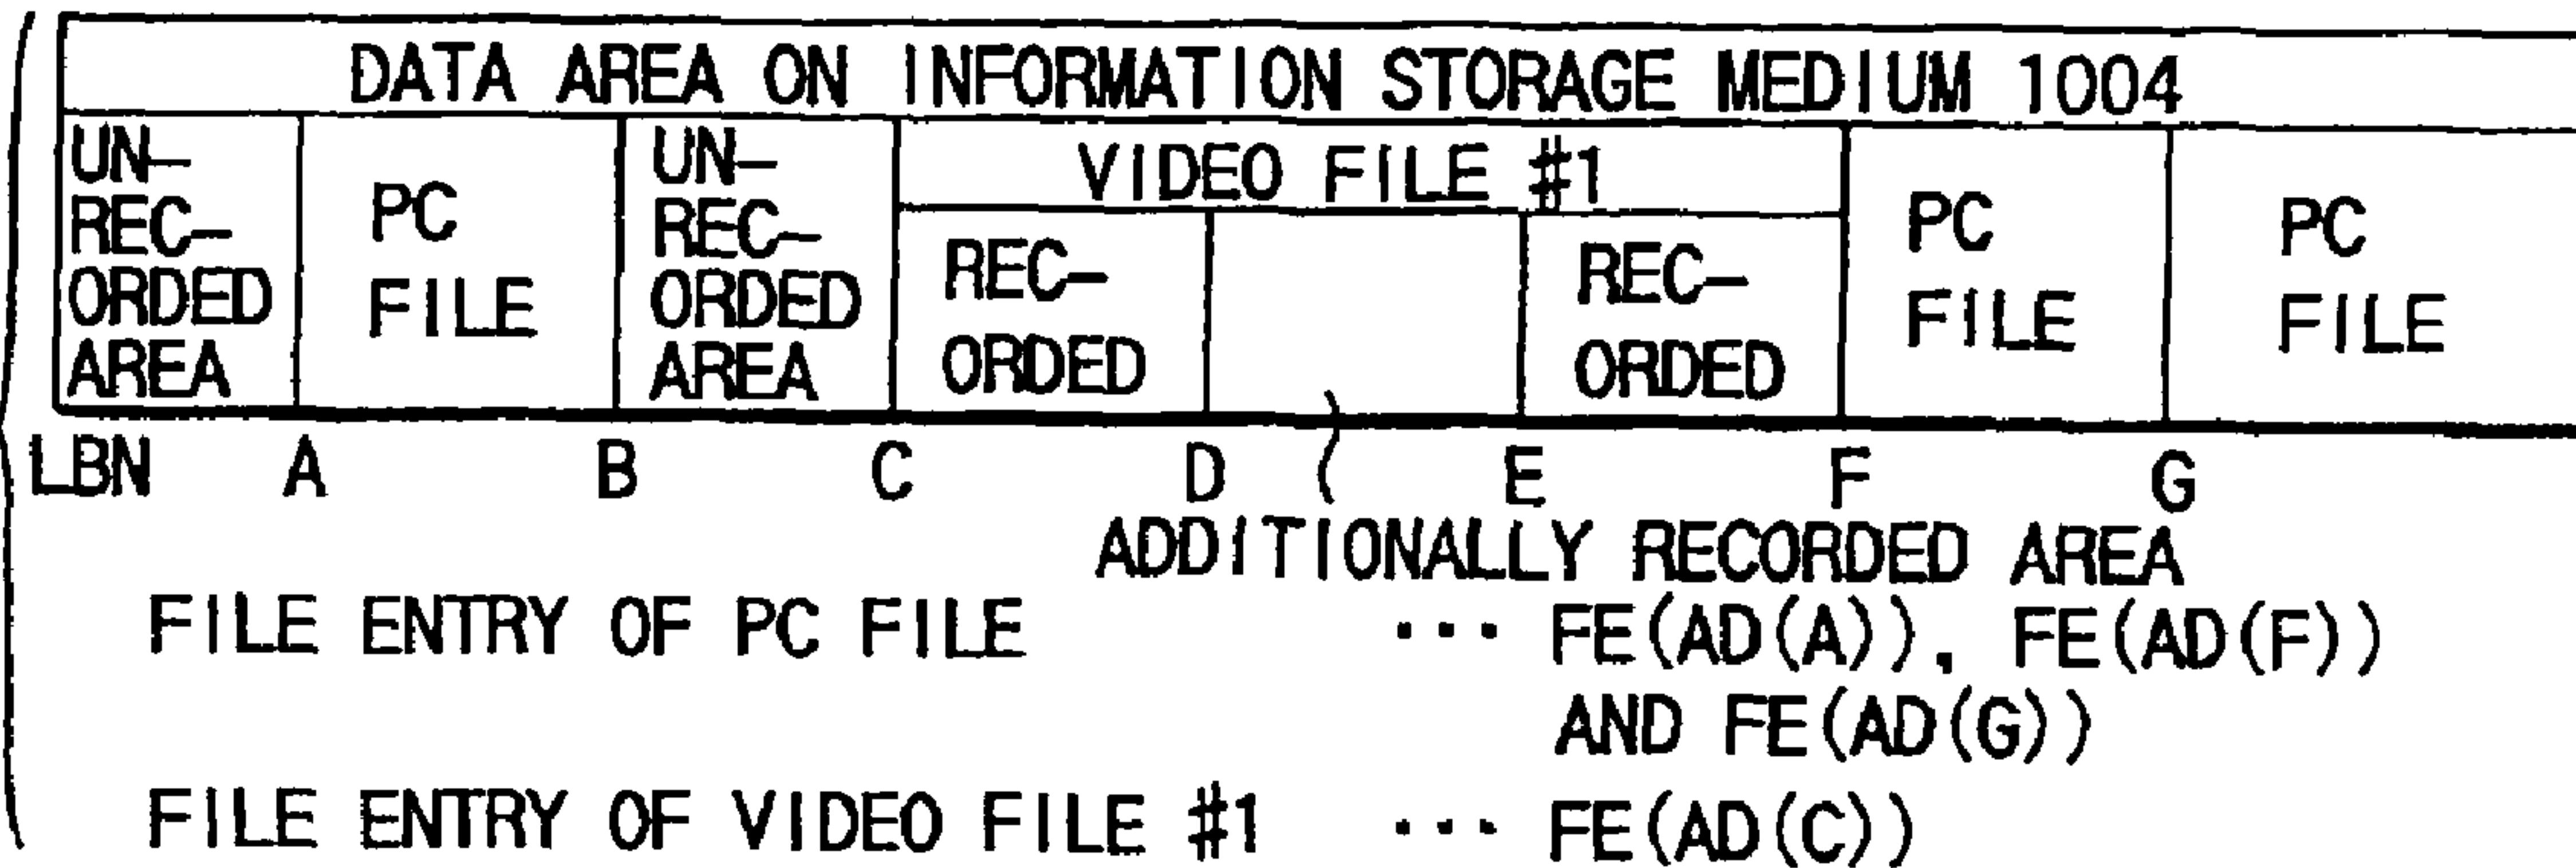 DATA AREA ON INFORMATION STORAGE MEDIUM 1004
UN-
REC-
ORDED
AREA
PC
FILE
UN-
REC-
ORDED
AREA
VIDEO FILE #1
REC-
ORDED
REC-
ORDED
PC
FILE
PC
FILE
LBN A B C D E F G
ADDITIONALLY RECORDED AREA
FILE ENTRY OF PC FILE ... FE(AD(A)), FE(AD(F))
AND FE(AD(G))
FILE ENTRY OF VIDEO FILE #1 ... FE(AD(C))